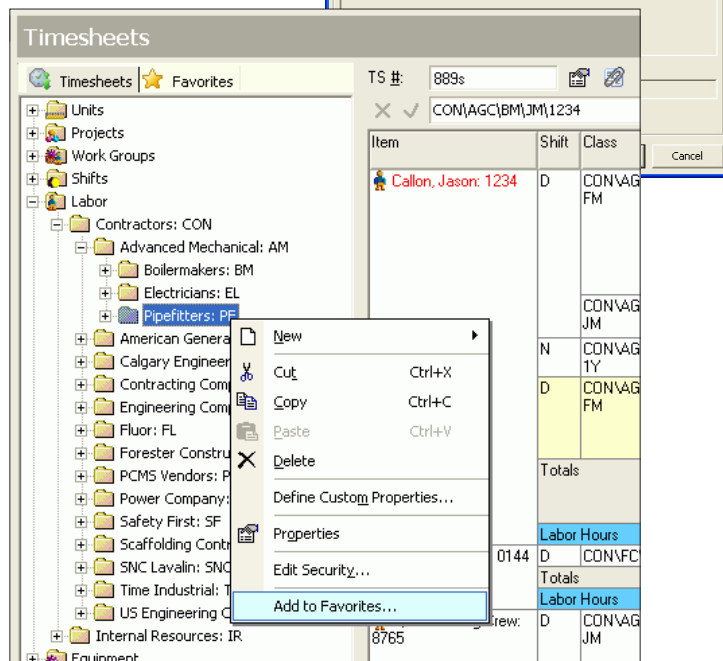 Timesheets
Timesheets
Favorites
TS #:
889s
Units
Projects
Work Groups
Shifts
Labor
Contractors: CON
Advanced Mechanical: AM
Boilermakers: BM
Electricians: EL
Pipefitters: PF
American Genera
Calgary Engineer
Contracting Comp
Engineering Comp
Fluor: FL
Forester Constru
PCMS Vendors: P
Power Company:
Safety First: SF
Scaffolding Contr
SNC Lavalin: SNC
Time Industrial: T
US Engineering C
Internal Resources: IR
Equipment
New
Cut Ctrl+X
Copy Ctrl+C
Paste Ctrl+V
Delete
Define Custom Properties...
Properties
Edit Security...
Add to Favorites...
CON\AGC\BM\JM\1234
Item Shift Class
Callon, Jason: 1234 D CON\AG
FM
CON\AG
JM
N CON\AG
1Y
D CON\AG
FM
Totals
Labor Hours
0144 D CON\FC
Totals
Labor Hours
Crew: D CON\AG
8765 JM
Cancel